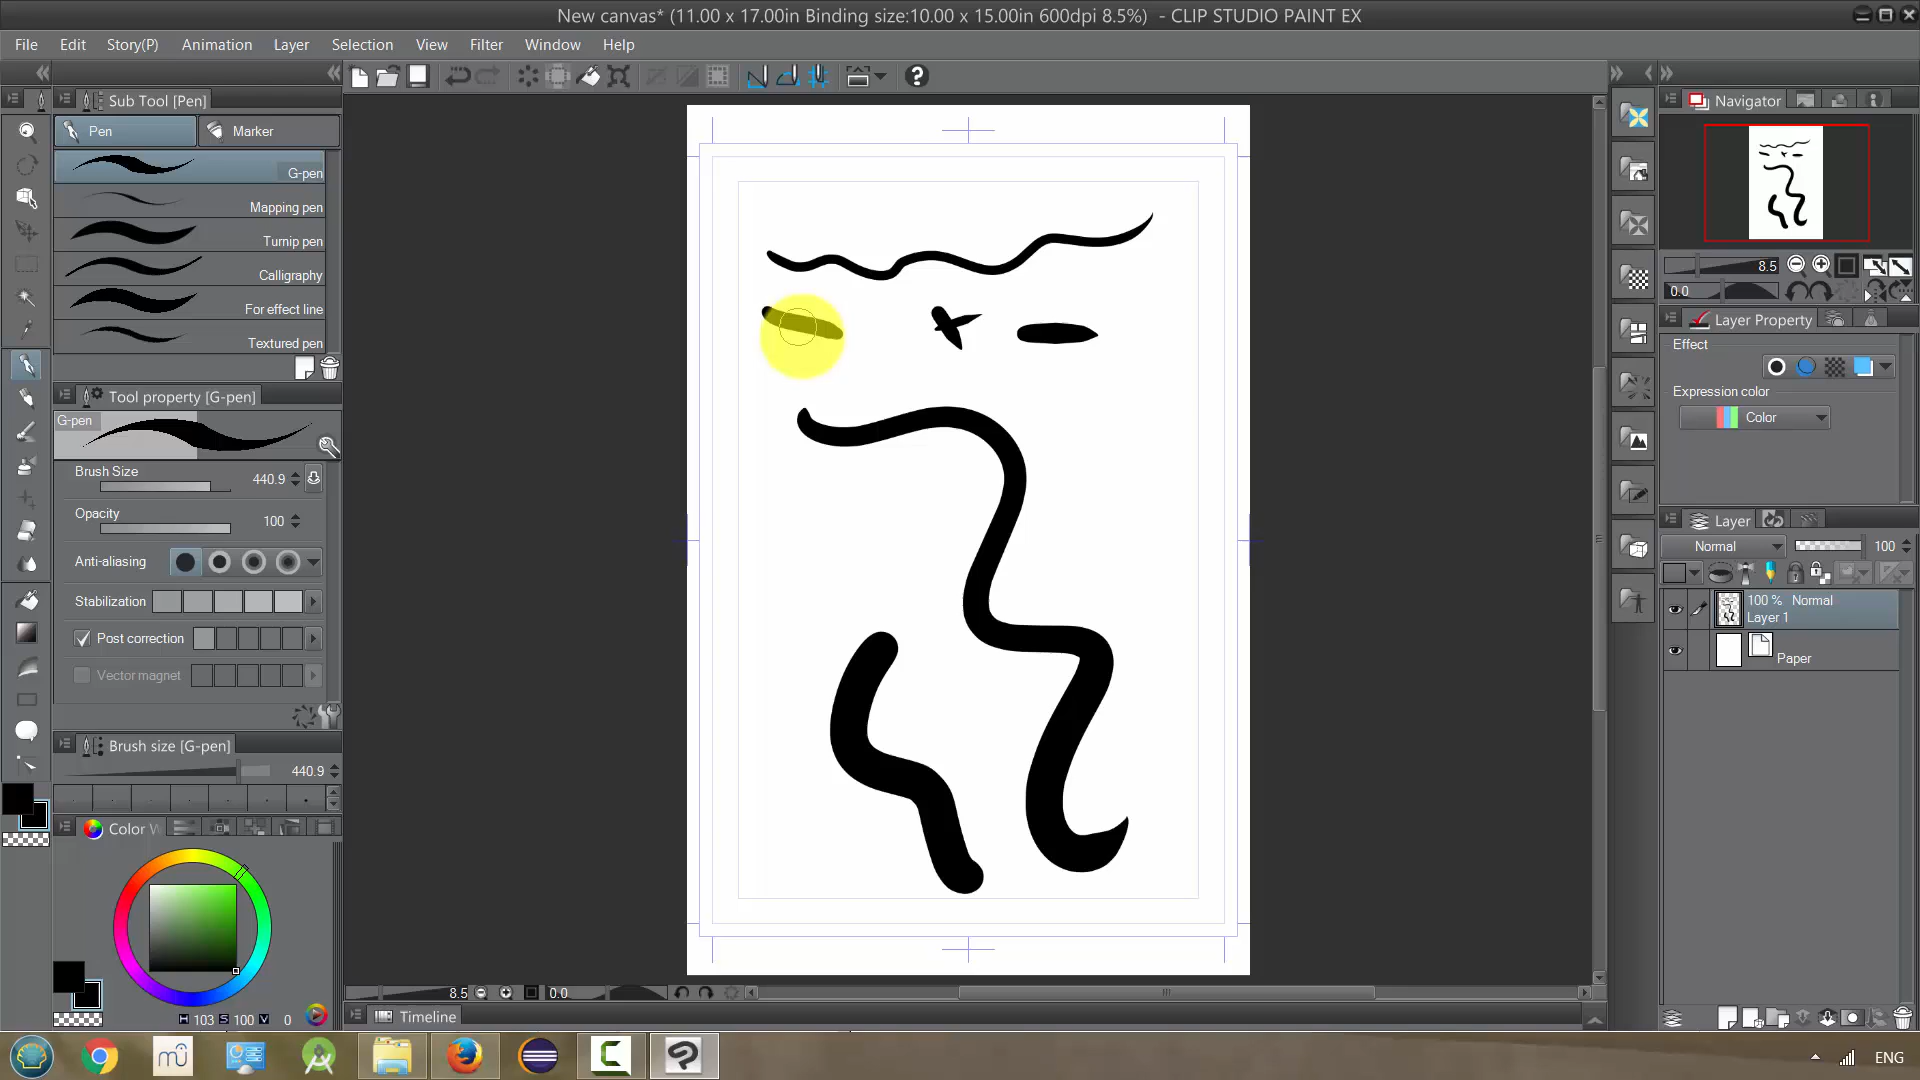 New canvas* (11.00 x 17.00in Binding size:10.00 x 15.00in 600dpi 8.5%) - CLIP STUDIO PAINT EX
File Edit Story(P) Animation Layer Selection View Filter Window Help
Sub Tool [Pen]
Pen Marker
G-pen
Mapping pen
Turnip pen
Calligraphy
For effect line
Textured pen
Tool property [G-pen]
G-pen
Brush Size 440.9
Opacity 100
Anti-aliasing
Stabilization
Post correction
Vector magnet
Brush size [G-pen]
440.9
Color W
H 103 S 100 V 0
8.5 0.0
Timeline
Navigator
8.5
0.0
Layer Property
Effect
Expression color
Color
Layer
Normal 100
100 % Normal
Layer 1
Paper
mü
C
ENG